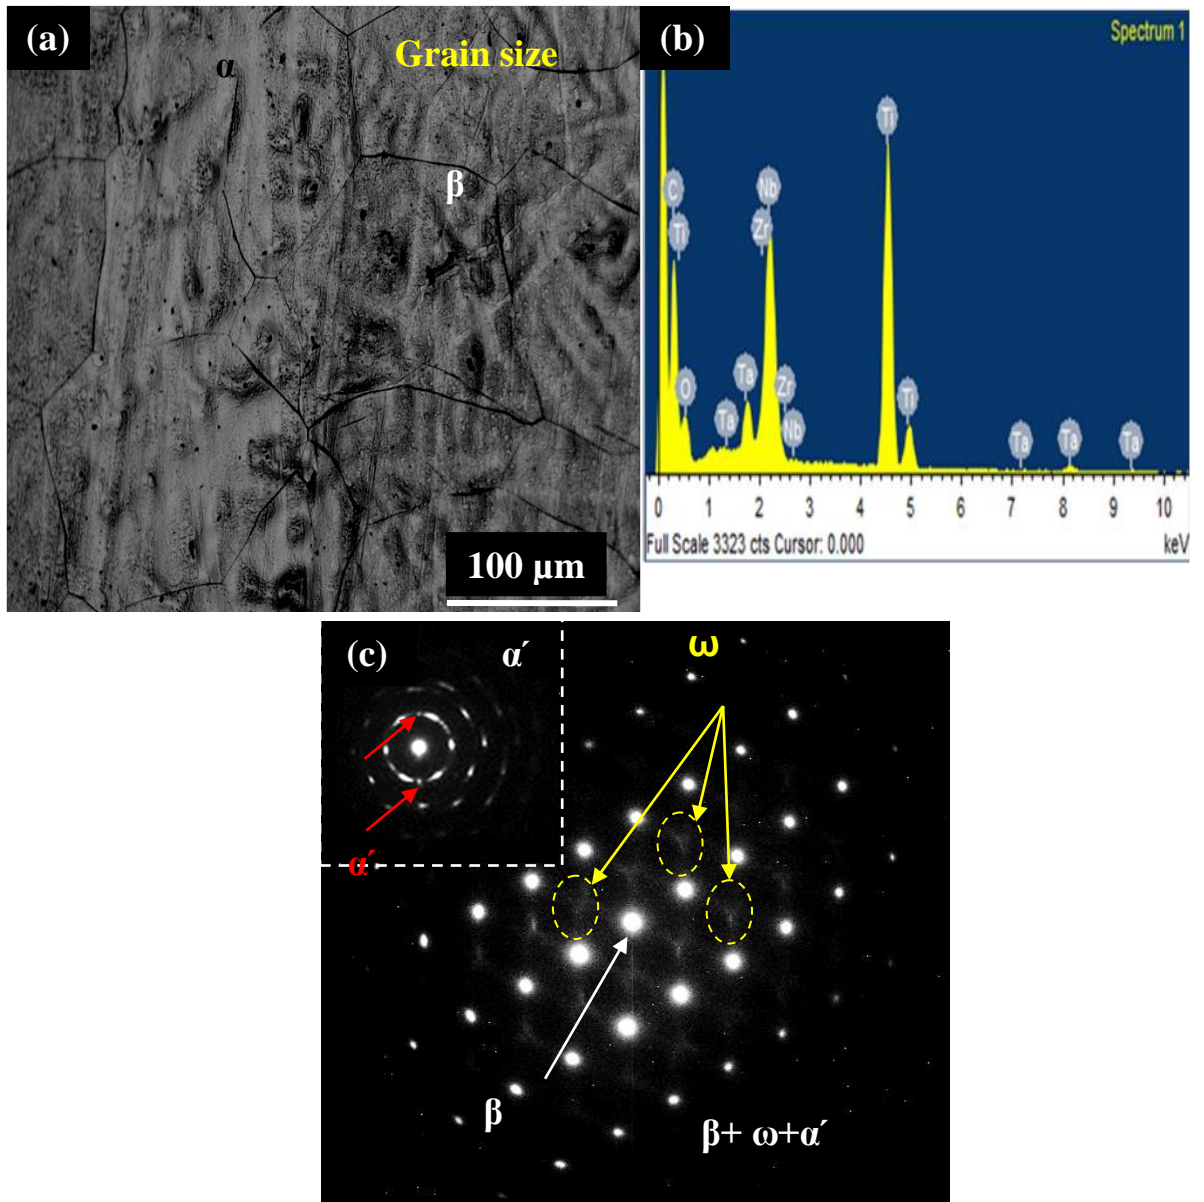 (a)
α
Grain size
β
100 μm
(b)
Spectrum 1
C
Ti
O
Ta
Ta
Zr
Nb
Zr
Nb
Ti
Ti
Ta
Ta
Ta
0 1 2 3 4 5 6 7 8 9 10
Full Scale 3323 cts Cursor: 0.000
keV
(c)
α′
α′
ω
β
β+ ω+α′